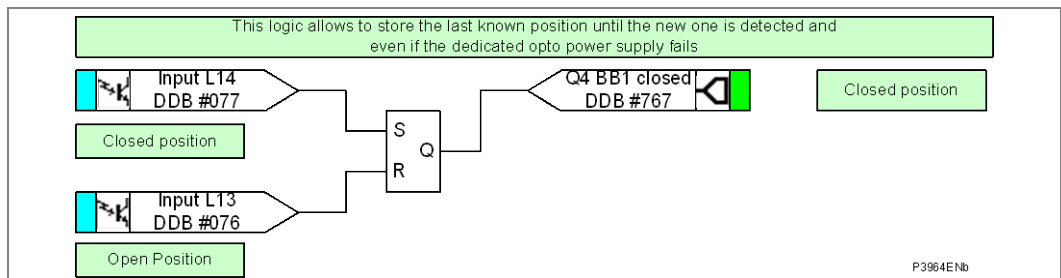 This logic allows to store the last known position until the new one is detected and
even if the dedicated opto power supply fails
Input L14
DDB #077
Q4 BB1 closed
DDB #767
Closed position
Closed position
S
Q
R
Input L13
DDB #076
Open Position
P3964ENb